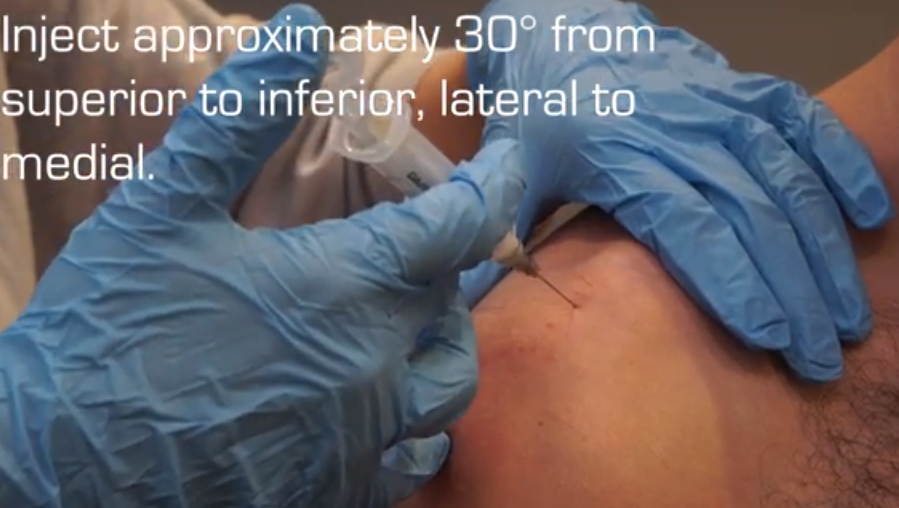 Inject approximately 30° from
superior to inferior, lateral to
medial.